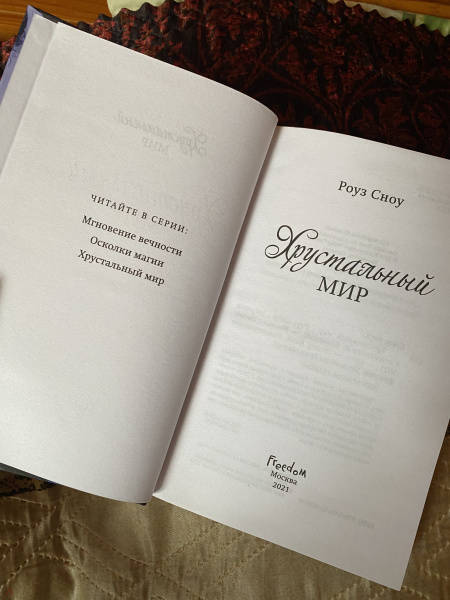 ЧИТАЙТЕ В СЕРИИ:
Мгновение вечности
Осколки магии
Хрустальный мир
Роуз Сноу
Хрустальный
МИР
Freedom
Москва
2021